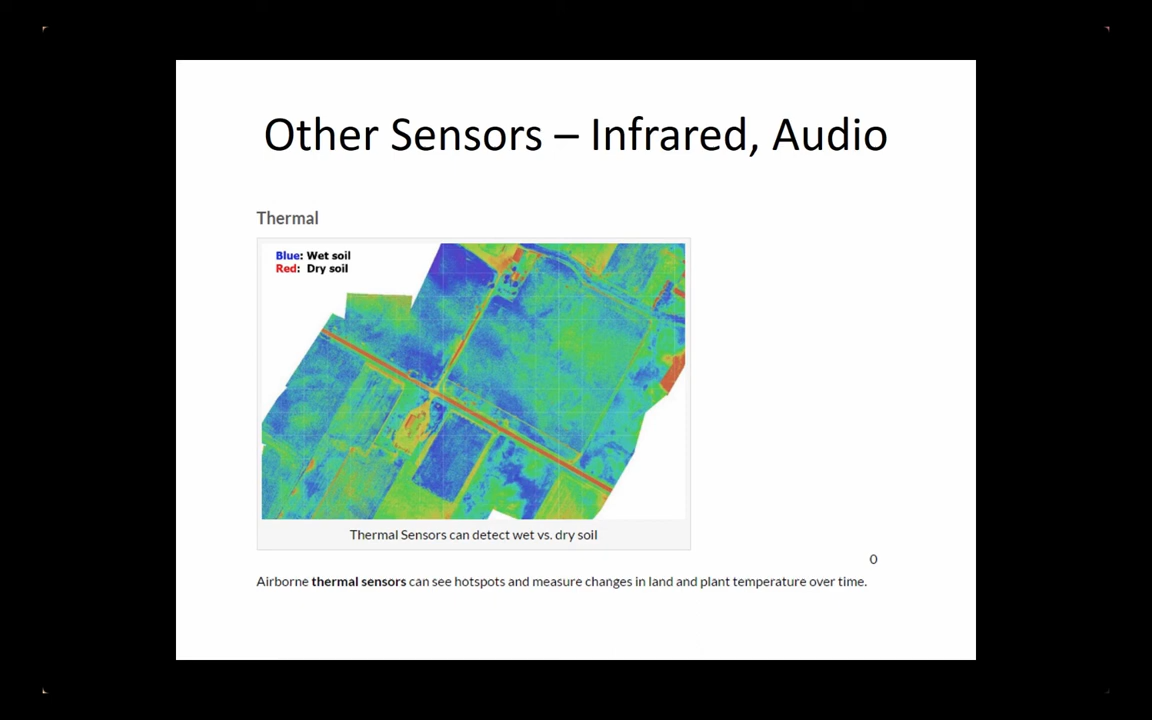 Other Sensors – Infrared, Audio
Thermal
Blue: Wet soil
Red: Dry soil
Thermal Sensors can detect wet vs. dry soil
O
Airborne thermal sensors can see hotspots and measure changes in land and plant temperature over time.